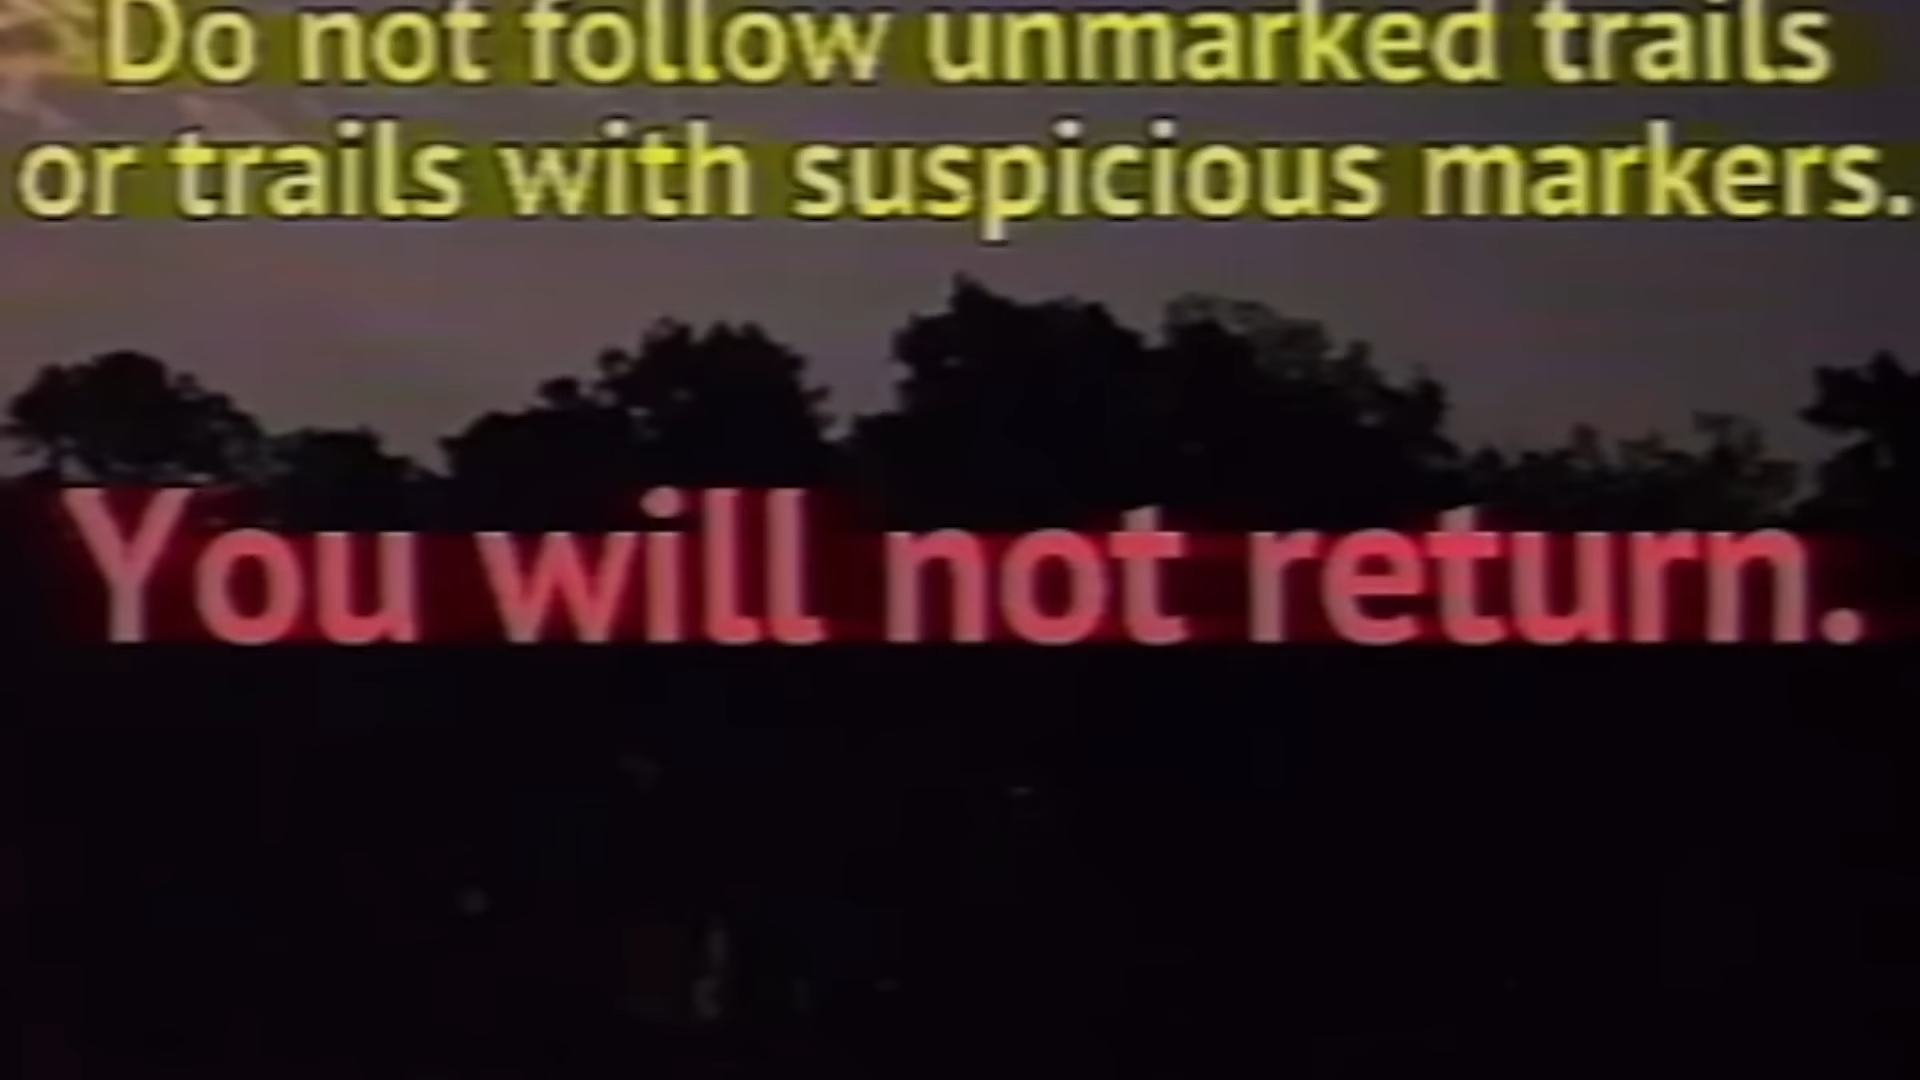 Do not follow unmarked trails
or trails with suspicious markers.
You will not return.